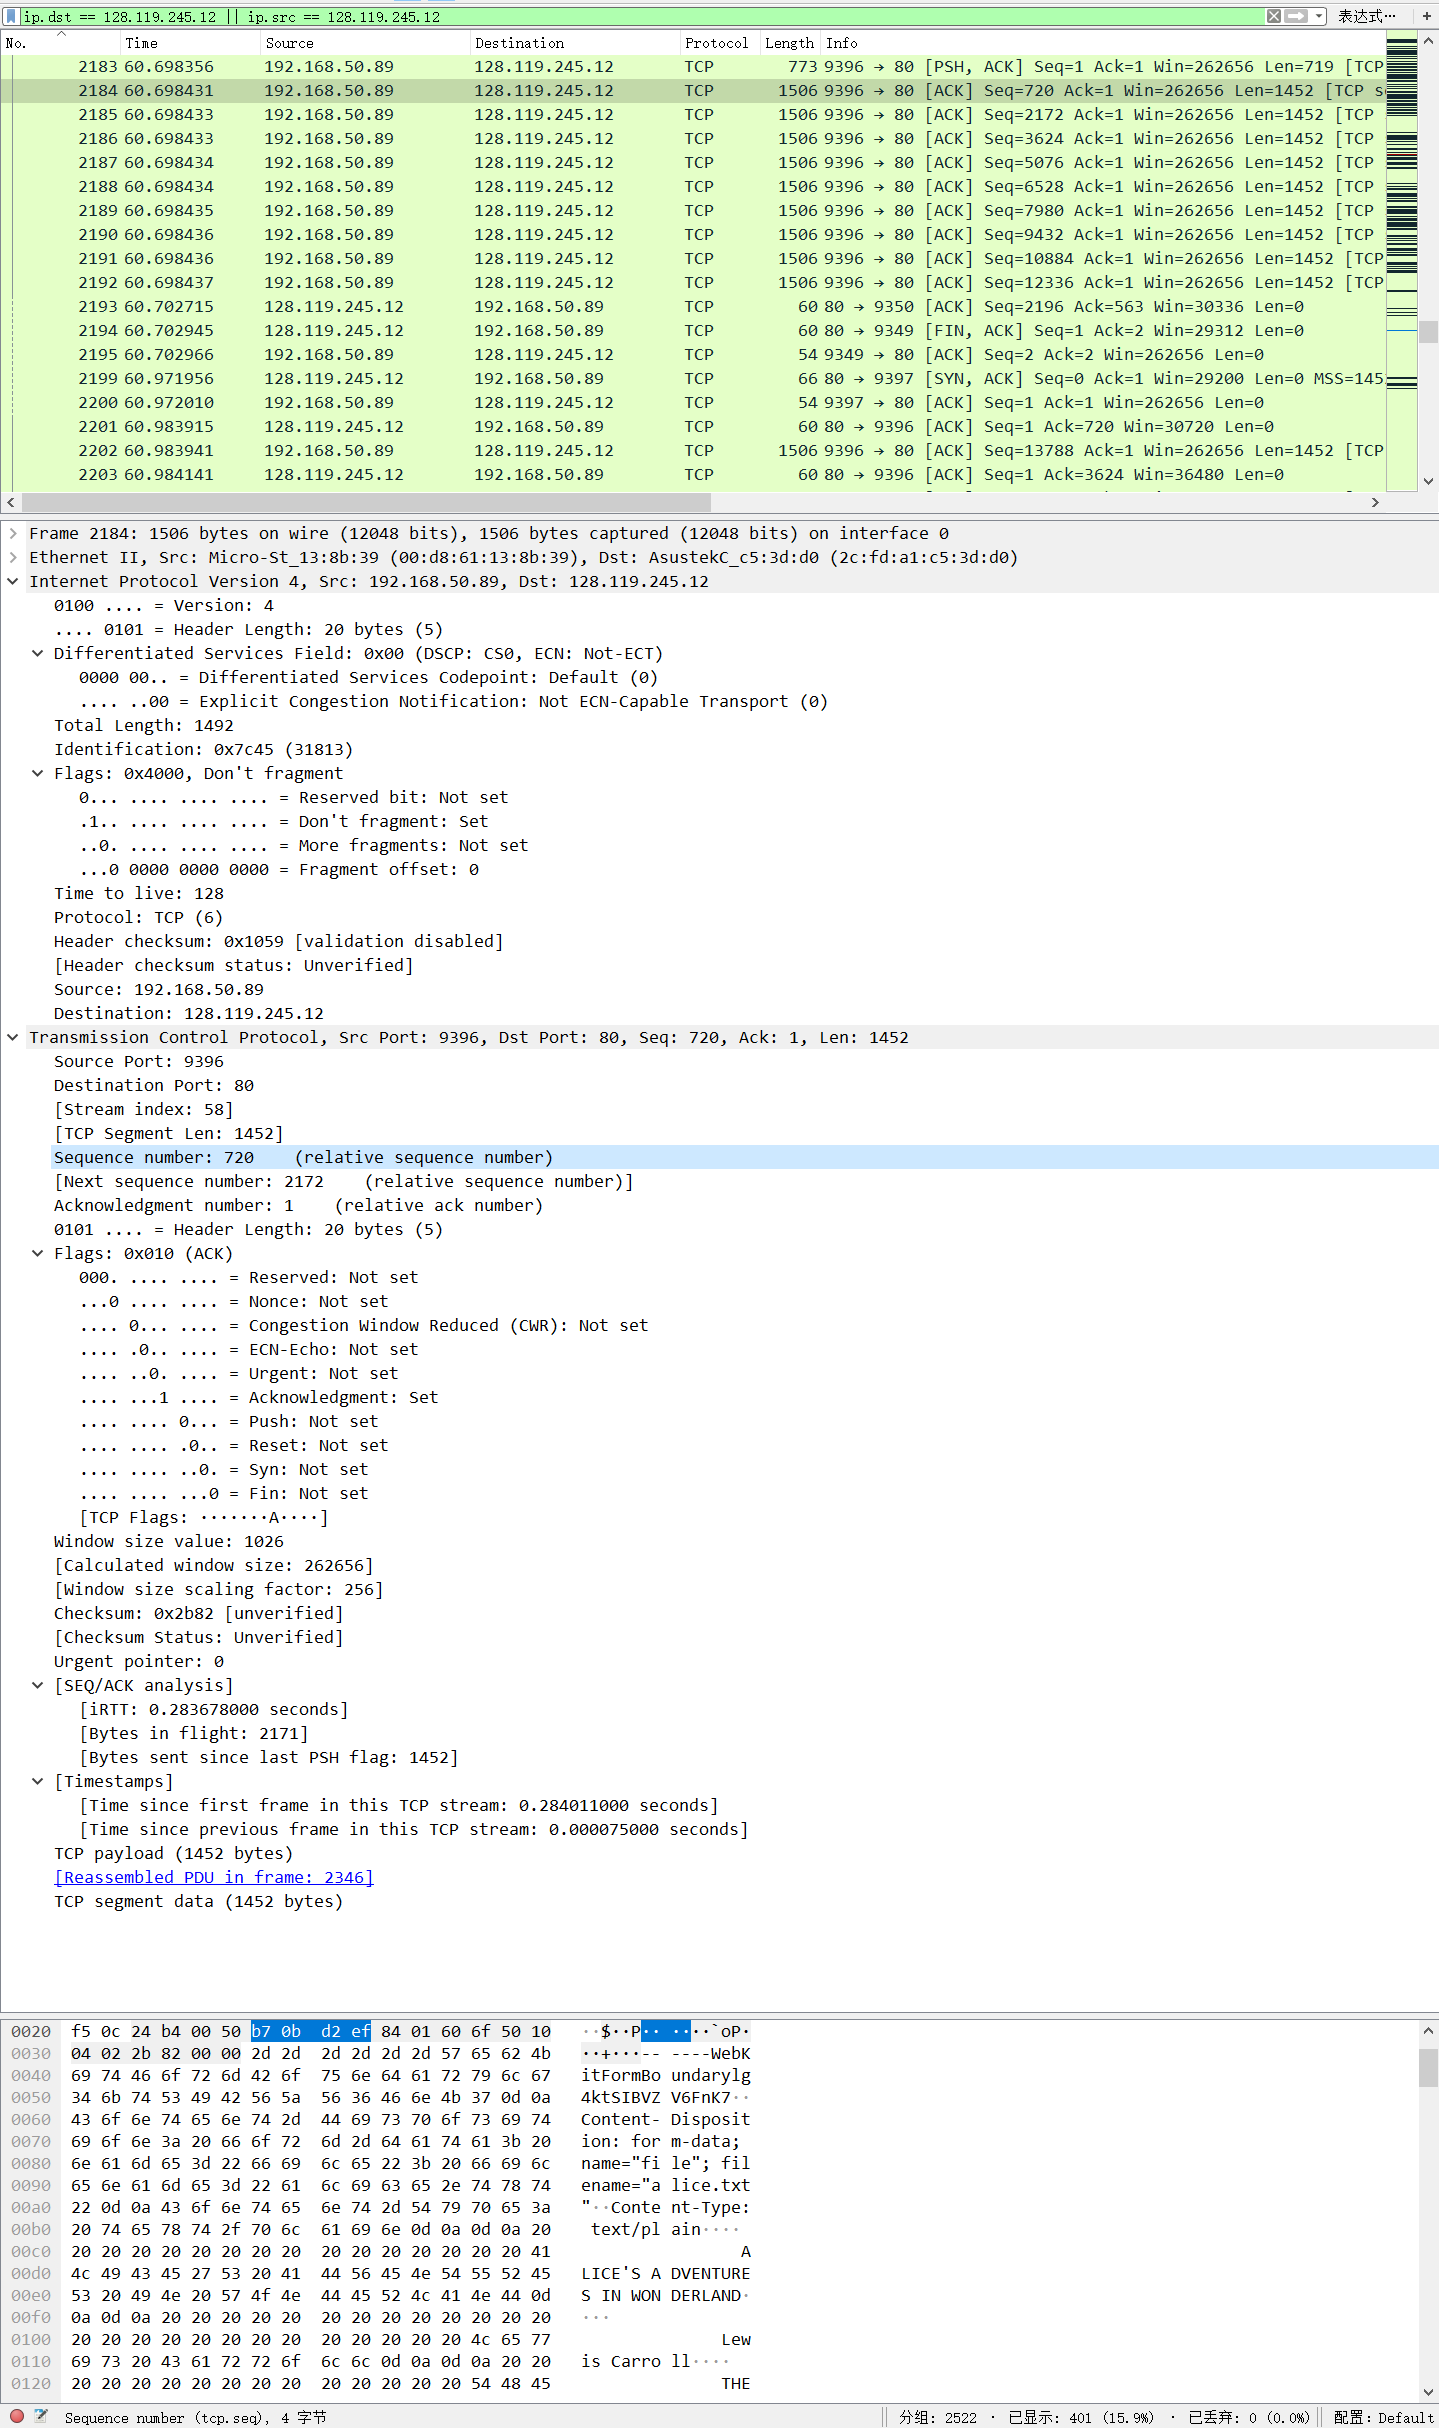 ip.dst == 128.119.245.12 || ip.src == 128.119.245.12 表达式… +
No. Time Source Destination Protocol Length Info
2183 60.698356 192.168.50.89 128.119.245.12 TCP 773 9396 → 80 [PSH, ACK] Seq=1 Ack=1 Win=262656 Len=719 [TCP
2184 60.698431 192.168.50.89 128.119.245.12 TCP 1506 9396 → 80 [ACK] Seq=720 Ack=1 Win=262656 Len=1452 [TCP s
2185 60.698433 192.168.50.89 128.119.245.12 TCP 1506 9396 → 80 [ACK] Seq=2172 Ack=1 Win=262656 Len=1452 [TCP
2186 60.698433 192.168.50.89 128.119.245.12 TCP 1506 9396 → 80 [ACK] Seq=3624 Ack=1 Win=262656 Len=1452 [TCP
2187 60.698434 192.168.50.89 128.119.245.12 TCP 1506 9396 → 80 [ACK] Seq=5076 Ack=1 Win=262656 Len=1452 [TCP
2188 60.698434 192.168.50.89 128.119.245.12 TCP 1506 9396 → 80 [ACK] Seq=6528 Ack=1 Win=262656 Len=1452 [TCP
2189 60.698435 192.168.50.89 128.119.245.12 TCP 1506 9396 → 80 [ACK] Seq=7980 Ack=1 Win=262656 Len=1452 [TCP
2190 60.698436 192.168.50.89 128.119.245.12 TCP 1506 9396 → 80 [ACK] Seq=9432 Ack=1 Win=262656 Len=1452 [TCP
2191 60.698436 192.168.50.89 128.119.245.12 TCP 1506 9396 → 80 [ACK] Seq=10884 Ack=1 Win=262656 Len=1452 [TCP
2192 60.698437 192.168.50.89 128.119.245.12 TCP 1506 9396 → 80 [ACK] Seq=12336 Ack=1 Win=262656 Len=1452 [TCP
2193 60.702715 128.119.245.12 192.168.50.89 TCP 60 80 → 9350 [ACK] Seq=2196 Ack=563 Win=30336 Len=0
2194 60.702945 128.119.245.12 192.168.50.89 TCP 60 80 → 9349 [FIN, ACK] Seq=1 Ack=2 Win=29312 Len=0
2195 60.702966 192.168.50.89 128.119.245.12 TCP 54 9349 → 80 [ACK] Seq=2 Ack=2 Win=262656 Len=0
2199 60.971956 128.119.245.12 192.168.50.89 TCP 66 80 → 9397 [SYN, ACK] Seq=0 Ack=1 Win=29200 Len=0 MSS=145
2200 60.972010 192.168.50.89 128.119.245.12 TCP 54 9397 → 80 [ACK] Seq=1 Ack=1 Win=262656 Len=0
2201 60.983915 128.119.245.12 192.168.50.89 TCP 60 80 → 9396 [ACK] Seq=1 Ack=720 Win=30720 Len=0
2202 60.983941 192.168.50.89 128.119.245.12 TCP 1506 9396 → 80 [ACK] Seq=13788 Ack=1 Win=262656 Len=1452 [TCP
2203 60.984141 128.119.245.12 192.168.50.89 TCP 60 80 → 9396 [ACK] Seq=1 Ack=3624 Win=36480 Len=0
Frame 2184: 1506 bytes on wire (12048 bits), 1506 bytes captured (12048 bits) on interface 0
Ethernet II, Src: Micro-St_13:8b:39 (00:d8:61:13:8b:39), Dst: AsustekC_c5:3d:d0 (2c:fd:a1:c5:3d:d0)
Internet Protocol Version 4, Src: 192.168.50.89, Dst: 128.119.245.12
0100 .... = Version: 4
.... 0101 = Header Length: 20 bytes (5)
Differentiated Services Field: 0x00 (DSCP: CS0, ECN: Not-ECT)
0000 00.. = Differentiated Services Codepoint: Default (0)
.... ..00 = Explicit Congestion Notification: Not ECN-Capable Transport (0)
Total Length: 1492
Identification: 0x7c45 (31813)
Flags: 0x4000, Don't fragment
0... .... .... .... = Reserved bit: Not set
.1.. .... .... .... = Don't fragment: Set
..0. .... .... .... = More fragments: Not set
...0 0000 0000 0000 = Fragment offset: 0
Time to live: 128
Protocol: TCP (6)
Header checksum: 0x1059 [validation disabled]
[Header checksum status: Unverified]
Source: 192.168.50.89
Destination: 128.119.245.12
Transmission Control Protocol, Src Port: 9396, Dst Port: 80, Seq: 720, Ack: 1, Len: 1452
Source Port: 9396
Destination Port: 80
[Stream index: 58]
[TCP Segment Len: 1452]
Sequence number: 720 (relative sequence number)
[Next sequence number: 2172 (relative sequence number)]
Acknowledgment number: 1 (relative ack number)
0101 .... = Header Length: 20 bytes (5)
Flags: 0x010 (ACK)
000. .... .... = Reserved: Not set
...0 .... .... = Nonce: Not set
.... 0... .... = Congestion Window Reduced (CWR): Not set
.... .0.. .... = ECN-Echo: Not set
.... ..0. .... = Urgent: Not set
.... ...1 .... = Acknowledgment: Set
.... .... 0... = Push: Not set
.... .... .0.. = Reset: Not set
.... .... ..0. = Syn: Not set
.... .... ...0 = Fin: Not set
[TCP Flags: ·······A····]
Window size value: 1026
[Calculated window size: 262656]
[Window size scaling factor: 256]
Checksum: 0x2b82 [unverified]
[Checksum Status: Unverified]
Urgent pointer: 0
[SEQ/ACK analysis]
[iRTT: 0.283678000 seconds]
[Bytes in flight: 2171]
[Bytes sent since last PSH flag: 1452]
[Timestamps]
[Time since first frame in this TCP stream: 0.284011000 seconds]
[Time since previous frame in this TCP stream: 0.000075000 seconds]
TCP payload (1452 bytes)
[Reassembled PDU in frame: 2346]
TCP segment data (1452 bytes)
0020 f5 0c 24 b4 00 50 b7 0b d2 ef 84 01 60 6f 50 10 ··$··P·· ····`oP·
0030 04 02 2b 82 00 00 2d 2d 2d 2d 2d 2d 57 65 62 4b ··+···-- ----WebK
0040 69 74 46 6f 72 6d 42 6f 75 6e 64 61 72 79 6c 67 itFormBo undarylg
0050 34 6b 74 53 49 42 56 5a 56 36 46 6e 4b 37 0d 0a 4ktSIBVZ V6FnK7··
0060 43 6f 6e 74 65 6e 74 2d 44 69 73 70 6f 73 69 74 Content- Disposit
0070 69 6f 6e 3a 20 66 6f 72 6d 2d 64 61 74 61 3b 20 ion: for m-data;
0080 6e 61 6d 65 3d 22 66 69 6c 65 22 3b 20 66 69 6c name="fi le"; fil
0090 65 6e 61 6d 65 3d 22 61 6c 69 63 65 2e 74 78 74 ename="a lice.txt
00a0 22 0d 0a 43 6f 6e 74 65 6e 74 2d 54 79 70 65 3a "··Conte nt-Type:
00b0 20 74 65 78 74 2f 70 6c 61 69 6e 0d 0a 0d 0a 20 text/pl ain····
00c0 20 20 20 20 20 20 20 20 20 20 20 20 20 20 20 41 A
00d0 4c 49 43 45 27 53 20 41 44 56 45 4e 54 55 52 45 LICE'S A DVENTURE
00e0 53 20 49 4e 20 57 4f 4e 44 45 52 4c 41 4e 44 0d S IN WON DERLAND·
00f0 0a 0d 0a 20 20 20 20 20 20 20 20 20 20 20 20 20 ···
0100 20 20 20 20 20 20 20 20 20 20 20 20 20 4c 65 77 Lew
0110 69 73 20 43 61 72 72 6f 6c 6c 0d 0a 0d 0a 20 20 is Carro ll····
0120 20 20 20 20 20 20 20 20 20 20 20 20 20 54 48 45 THE
Sequence number (tcp.seq), 4 字节 分组: 2522 · 已显示: 401 (15.9%) · 已丢弃: 0 (0.0%) 配置: Default